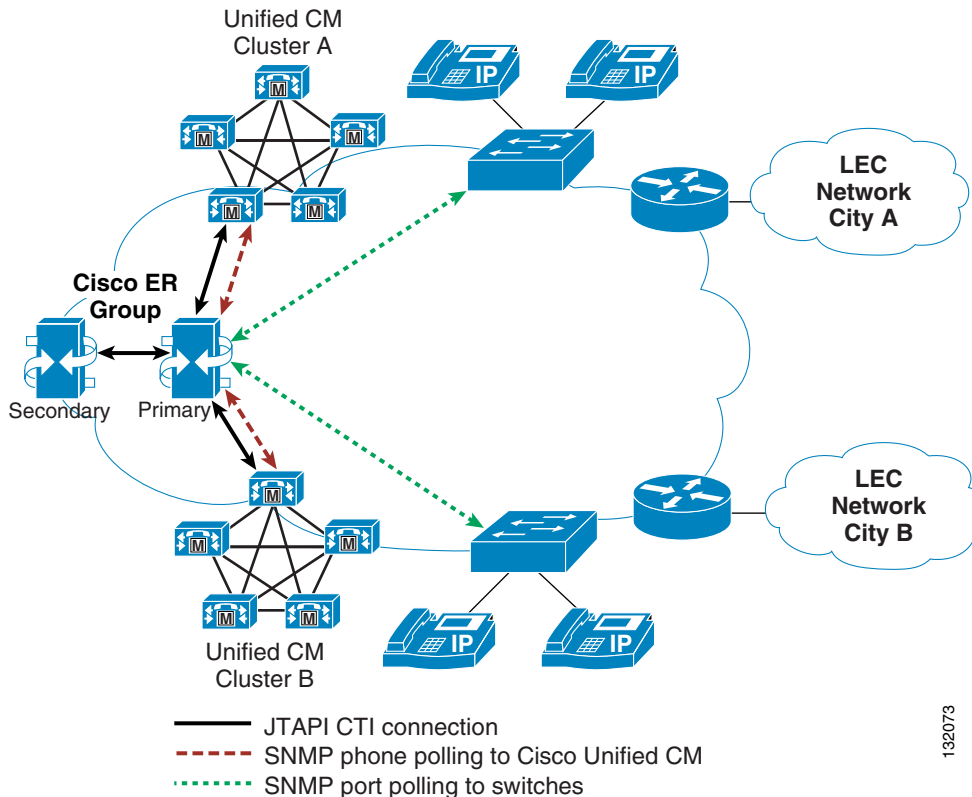 Unified CM
Cluster A
M
M
M
M
M
IP
IP
LEC
Network
City A
Cisco ER
Group
Secondary
Primary
M
M
M
M
M
Unified CM
Cluster B
IP
IP
LEC
Network
City B
JTAPI CTI connection
SNMP phone polling to Cisco Unified CM
SNMP port polling to switches
132073